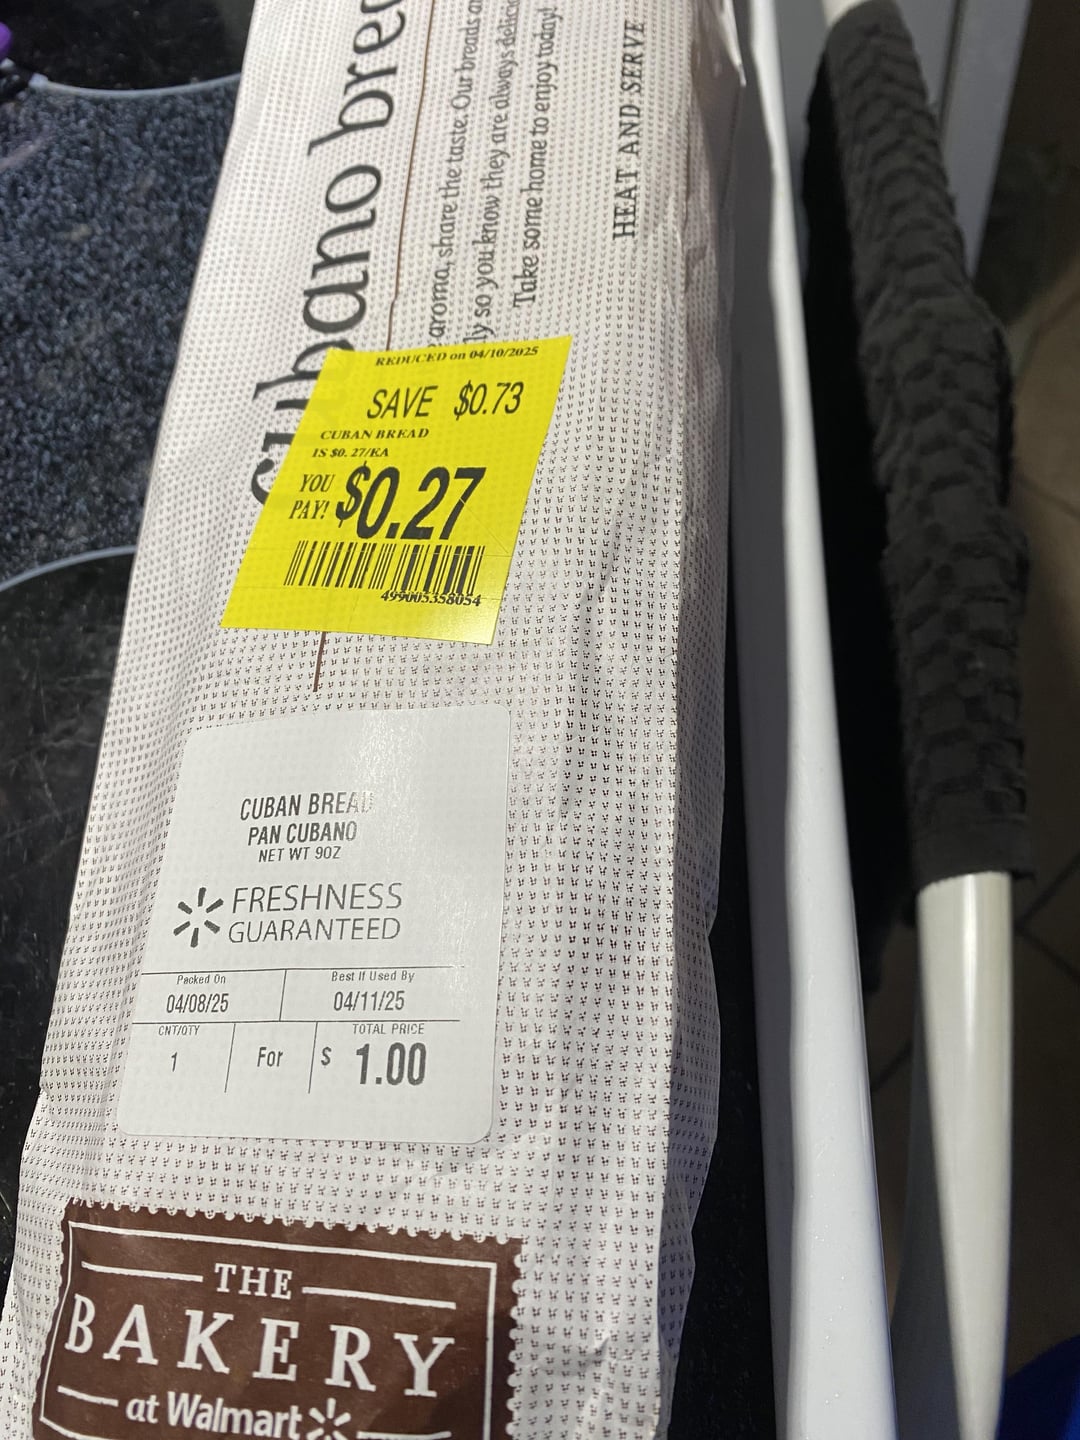 cubano brea
aroma, share the taste. Our breads a
ly so you know they are always delic
Take some home to enjoy today!
HEAT AND SERVE
REDUCED on 04/10/2025
SAVE $0.73
CUBAN BREAD
IS $0.27/EA
YOU PAY! $0.27
499005358054
CUBAN BREAD
PAN CUBANO
NET WT 9OZ
FRESHNESS
GUARANTEED
Packed On Best If Used By
04/08/25 04/11/25
CNT/QTY TOTAL PRICE
1 For $ 1.00
THE
BAKERY
at Walmart